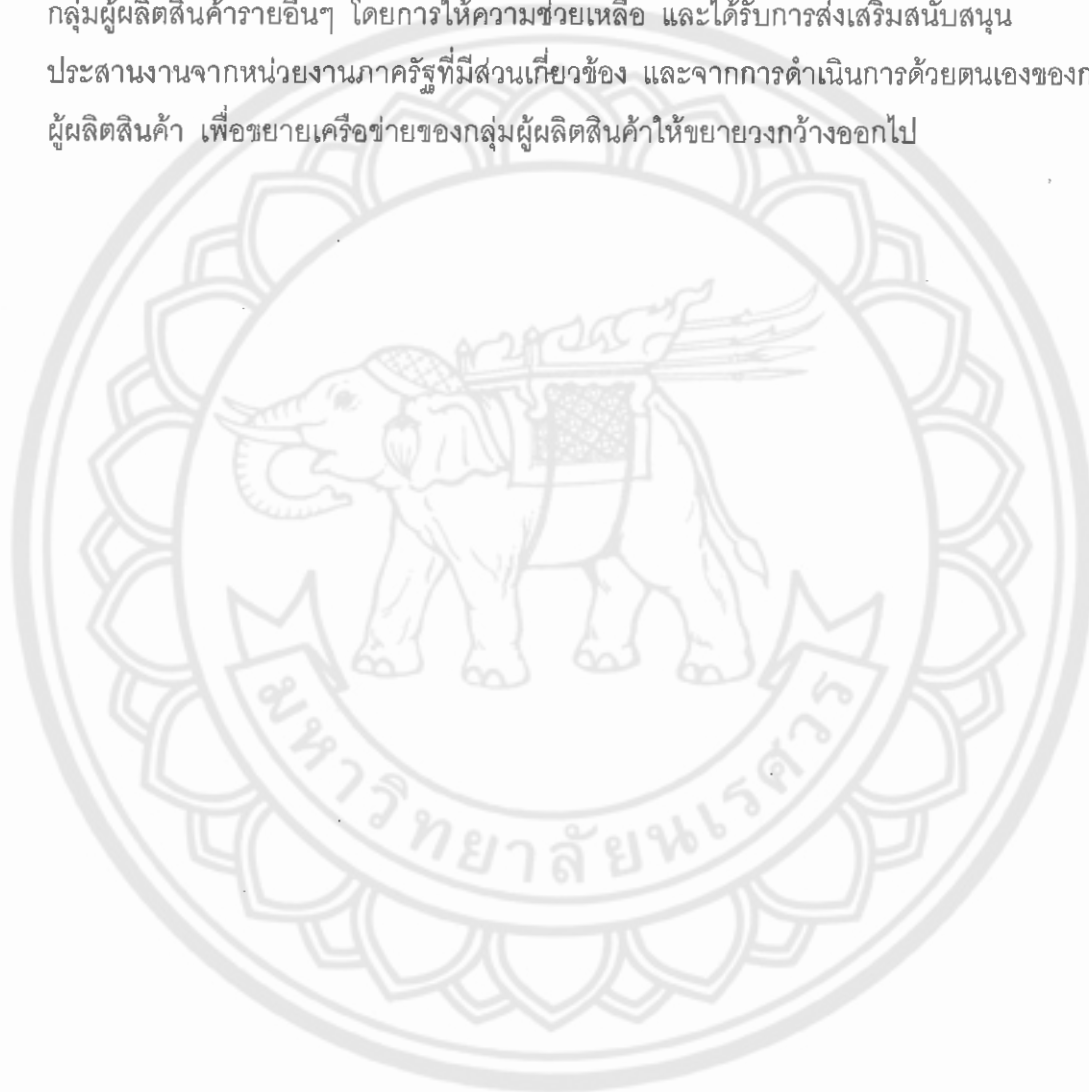 กลุ่มผู้ผลิตสินค้ารายอื่นๆ โดยการให้ความช่วยเหลือ และได้รับการส่งเสริมสนับสนุน
ประสานงานจากหน่วยงานภาครัฐที่มีส่วนเกี่ยวข้อง และจากการดำเนินการด้วยตนเองของก
ผู้ผลิตสินค้า เพื่อขยายเครือข่ายของกลุ่มผู้ผลิตสินค้าให้ขยายวงกว้างออกไป
มหาวิทยาลัยนเรศวร